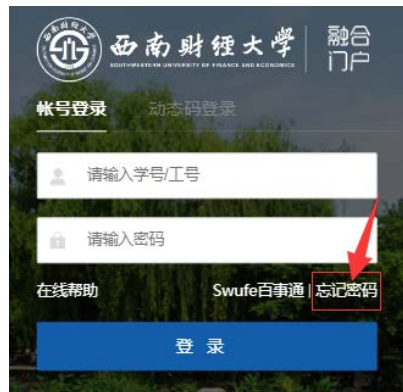 西南财经大学 融合门户
SOUTHWESTERN UNIVERSITY OF FINANCE AND ECONOMICS
帐号登录 动态码登录
请输入学号/工号
请输入密码
在线帮助 Swufe百事通 | 忘记密码
登 录